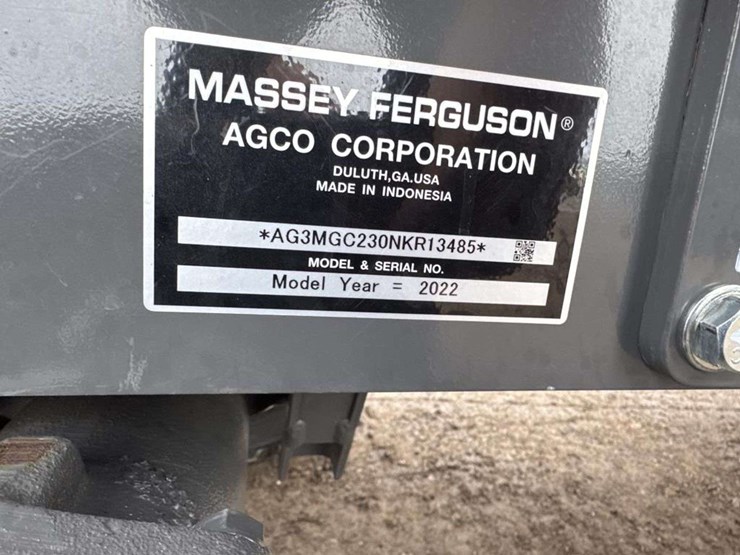 MASSEY FERGUSON®
AGCO CORPORATION
DULUTH,GA.USA
MADE IN INDONESIA
*AG3MGC230NKR13485*
MODEL & SERIAL NO.
Model Year = 2022